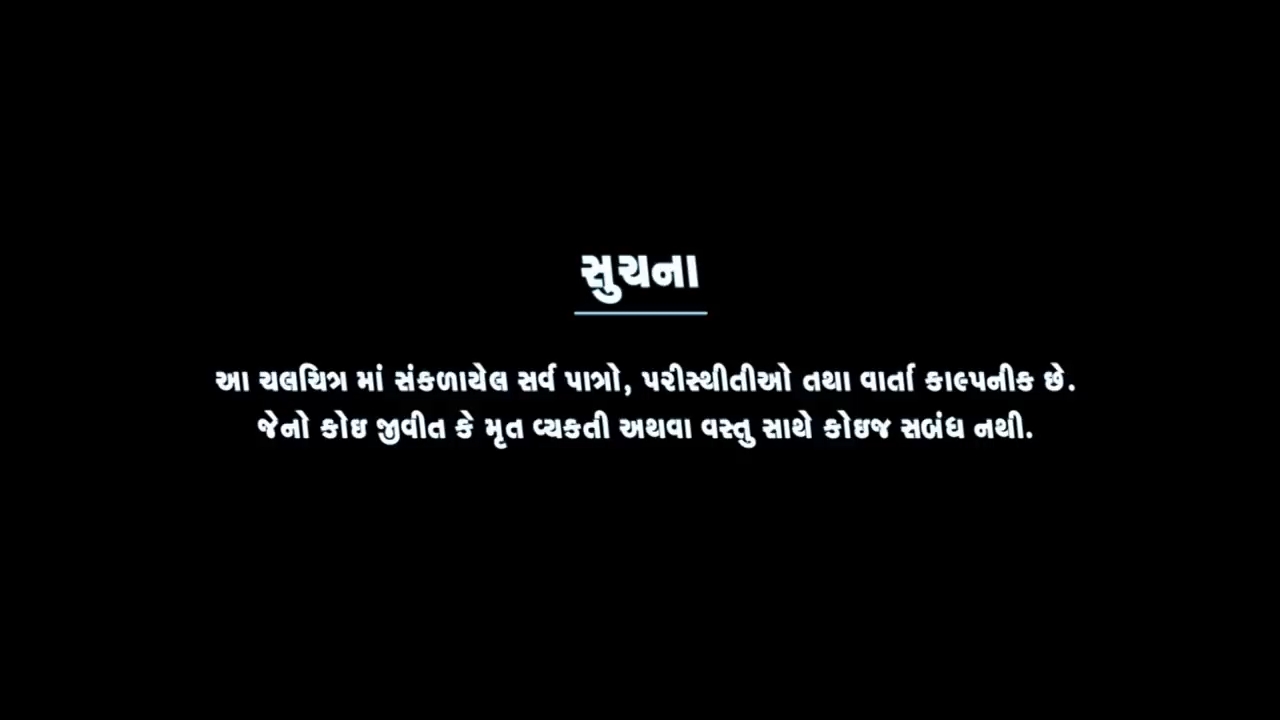 સુચના
આ ચલચિત્ર માં સંકળાયેલ સર્વ પાત્રો, પરીસ્થીતીઓ તથા વાર્તા કાલ્પનીક છે.
જેનો કોઇ જીવીત કે મૃત વ્યકતી અથવા વસ્તુ સાથે કોઇજ સબંધ નથી.